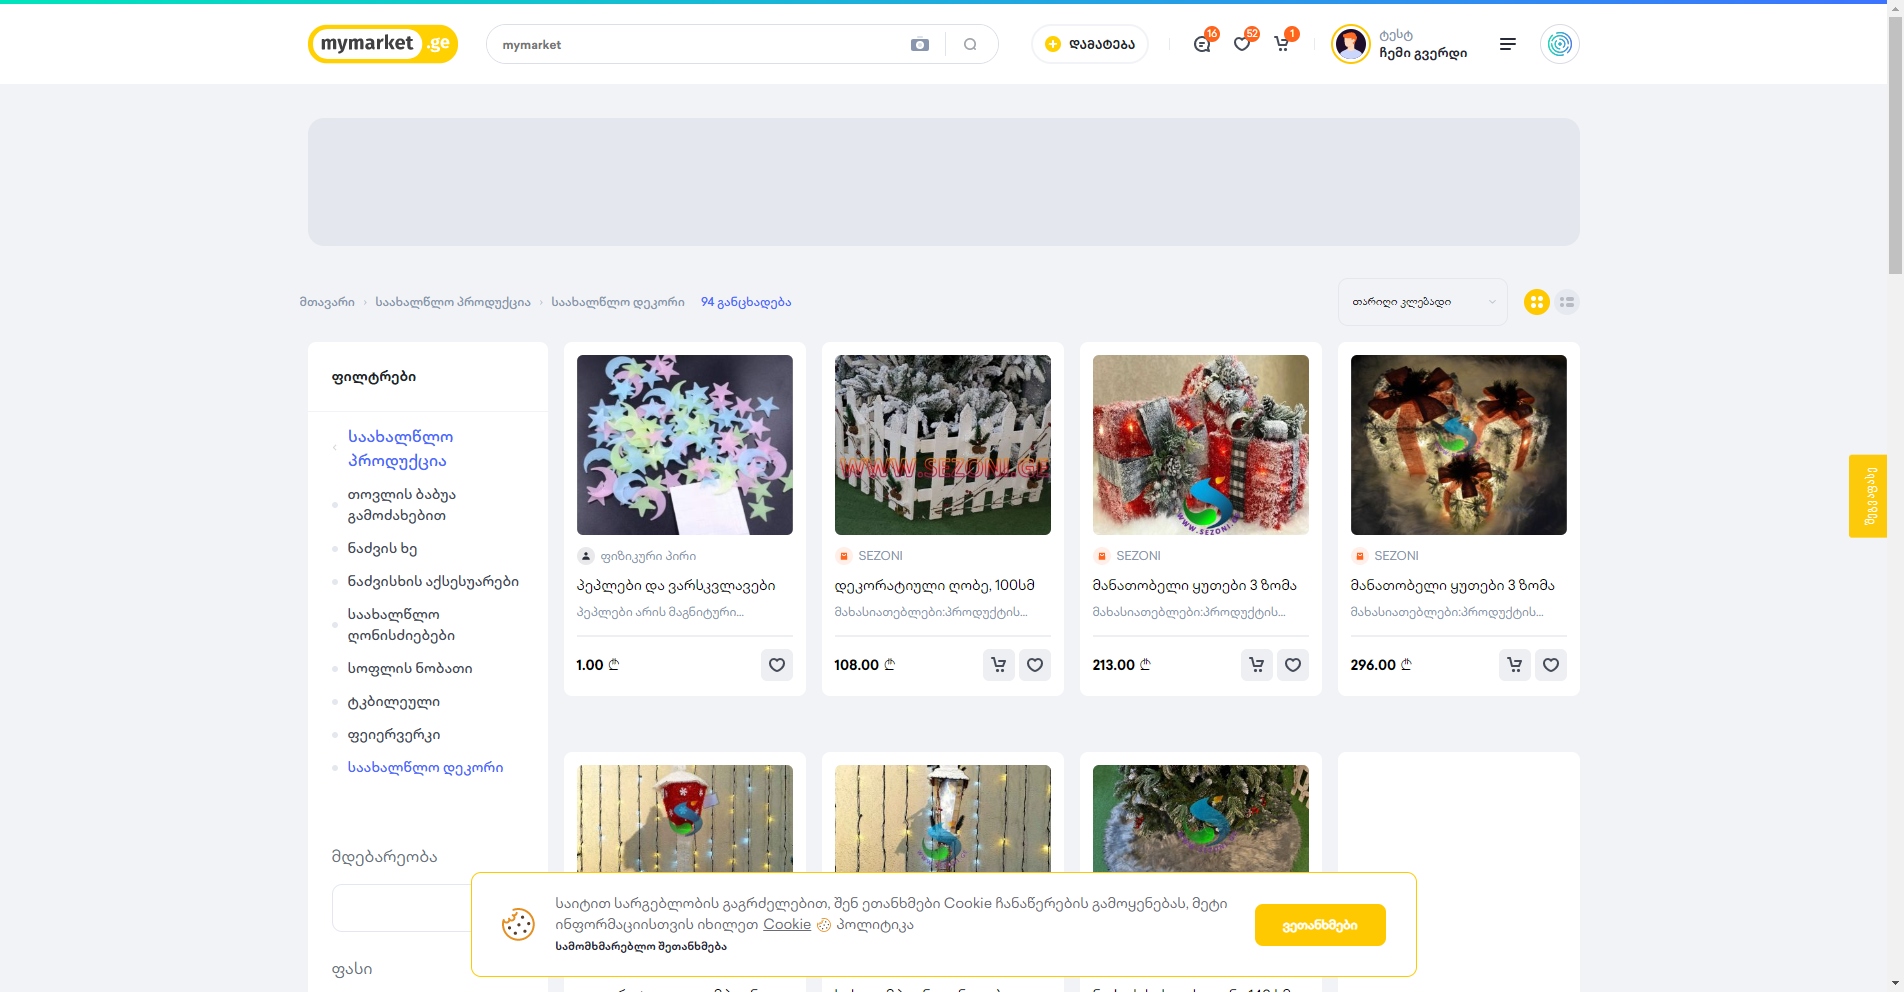 mymarket.ge
mymarket
დამატება
16
52
1
ტესტ
ჩემი გვერდი
მთავარი › საახალწლო პროდუქცია › საახალწლო დეკორი 94 განცხადება
თარიღი კლებადი
ფილტრები
საახალწლო
პროდუქცია
თოვლის ბაბუა
გამოძახებით
ნაძვის ხე
ნაძვისხის აქსესუარები
საახალწლო
ღონისძიებები
სოფლის ნობათი
ტკბილეული
ფეიერვერკი
საახალწლო დეკორი
მდებარეობა
ფასი
ფიზიკური პირი
პეპლები და ვარსკვლავები
პეპლები არის მაგნიტური...
1.00 ₾
WWW.SEZONI.GE
SEZONI
დეკორატიული ღობე, 100სმ
მახასიათებლები:პროდუქტის...
108.00 ₾
SEZONI
მანათობელი ყუთები 3 ზომა
მახასიათებლები:პროდუქტის...
213.00 ₾
SEZONI
მანათობელი ყუთები 3 ზომა
მახასიათებლები:პროდუქტის...
296.00 ₾
შეაფასე
საიტით სარგებლობის გაგრძელებით, შენ ეთანხმები Cookie ჩანაწერების გამოყენებას, მეტი
ინფორმაციისთვის იხილეთ Cookie პოლიტიკა
სამომხმარებლო შეთანხმება
ვეთანხმები